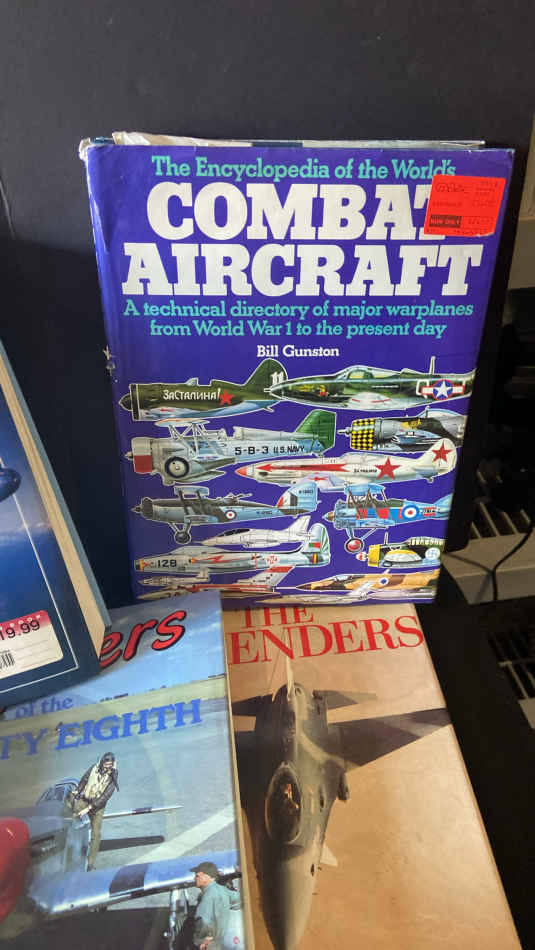 The Encyclopedia of the World's
COMBAT
AIRCRAFT
A technical directory of major warplanes
from World War 1 to the present day
Bill Gunston
ЗАСТАЛИНА!
5-B-3 U.S.NAVY
128
19.99
ers
THE
ENDERS
of the
TY EIGHTH